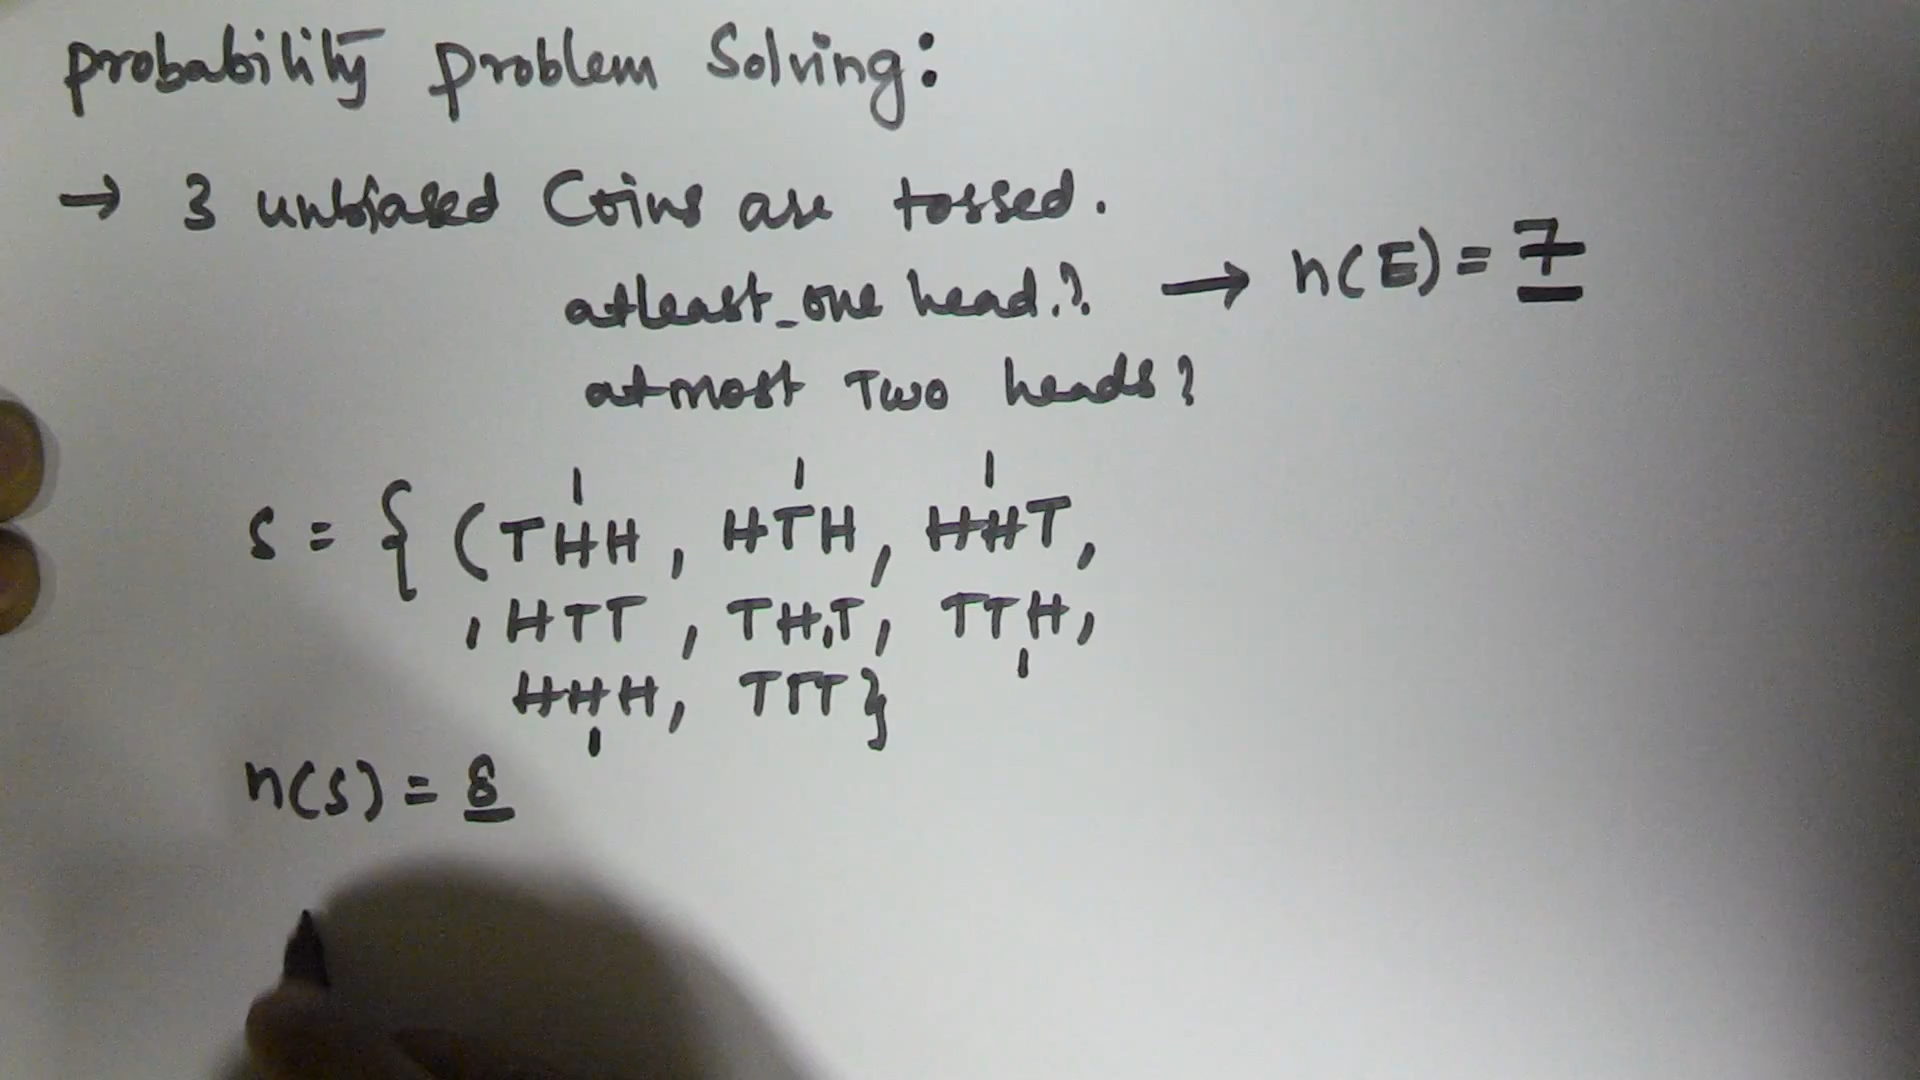 probability problem Solving:
→ 3 unbiased Coins are tossed.
atleast-one head.?. → n(E) = 7
atmost Two heads?
S = { (THH, HTH, HHT,
, HTT, THT, TTH,
HHH, TTT}
n(s) = 8